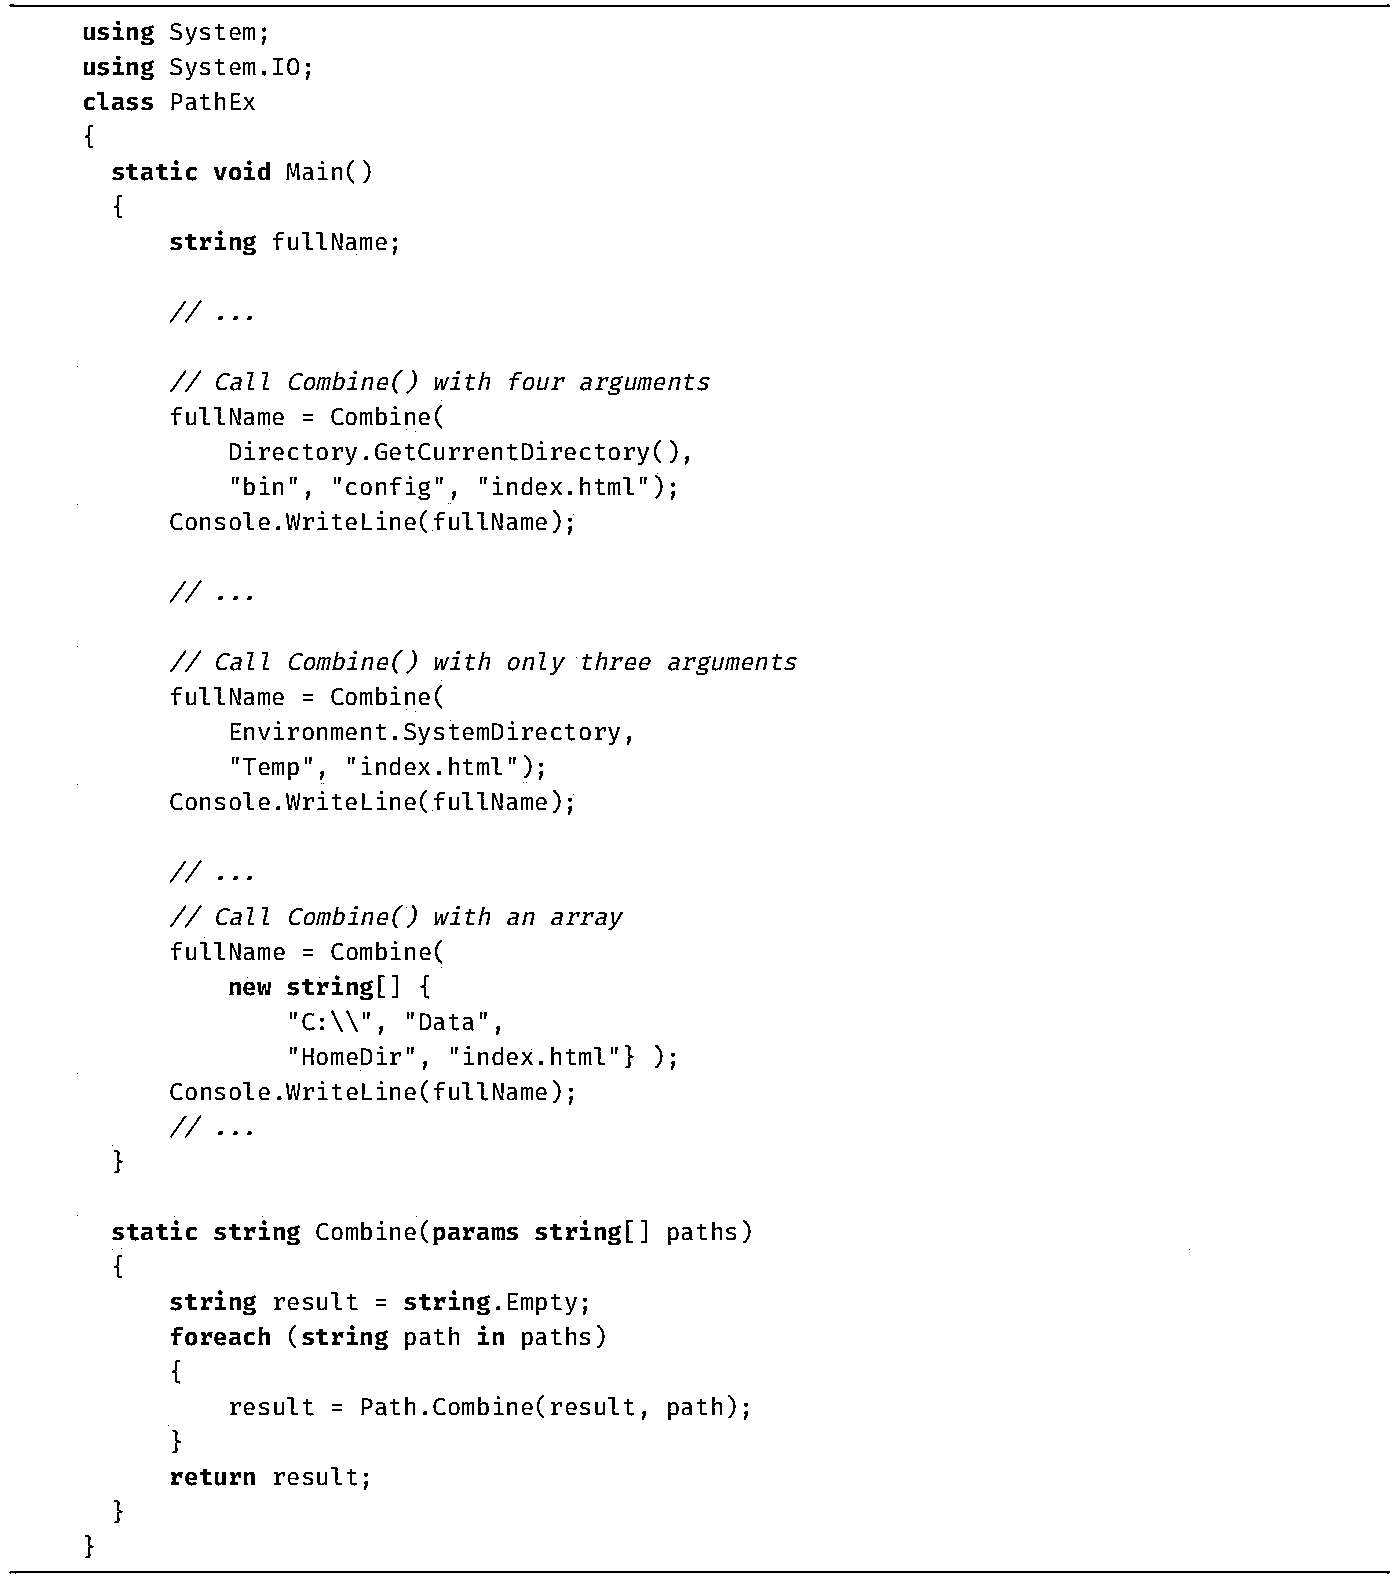 using System;
using System.IO;
class PathEx
{
  static void Main()
  {
      string fullName;

      // ...

      // Call Combine() with four arguments
      fullName = Combine(
          Directory.GetCurrentDirectory(),
          "bin", "config", "index.html");
      Console.WriteLine(fullName);

      // ...

      // Call Combine() with only three arguments
      fullName = Combine(
          Environment.SystemDirectory,
          "Temp", "index.html");
      Console.WriteLine(fullName);

      // ...
      // Call Combine() with an array
      fullName = Combine(
          new string[] {
              "C:\\", "Data",
              "HomeDir", "index.html"} );
      Console.WriteLine(fullName);
      // ...
  }

  static string Combine(params string[] paths)
  {
      string result = string.Empty;
      foreach (string path in paths)
      {
          result = Path.Combine(result, path);
      }
      return result;
  }
}